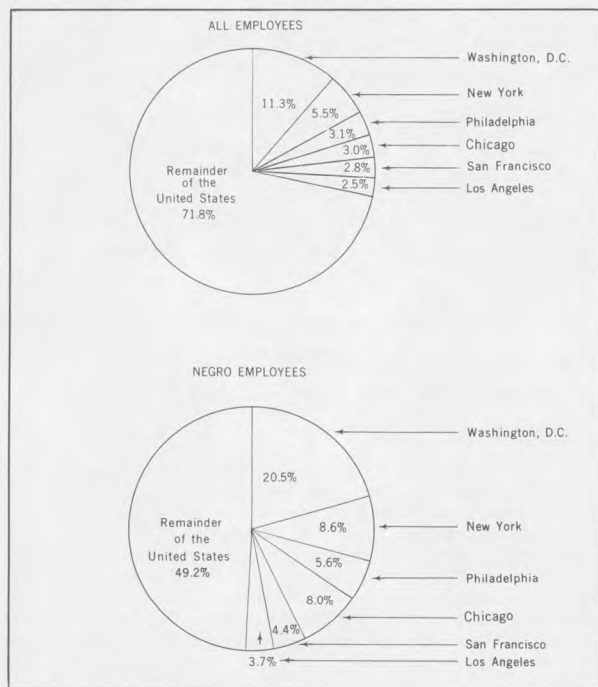 ALL EMPLOYEES
Washington, D.C.
New York
Philadelphia
Chicago
San Francisco
Los Angeles
11.3%
5.5%
3.1%
3.0%
2.8%
2.5%
Remainder
of the
United States
71.8%
NEGRO EMPLOYEES
Washington, D.C.
20.5%
New York
8.6%
Philadelphia
5.6%
Chicago
8.0%
San Francisco
4.4%
Los Angeles
3.7%
Remainder
of the
United States
49.2%